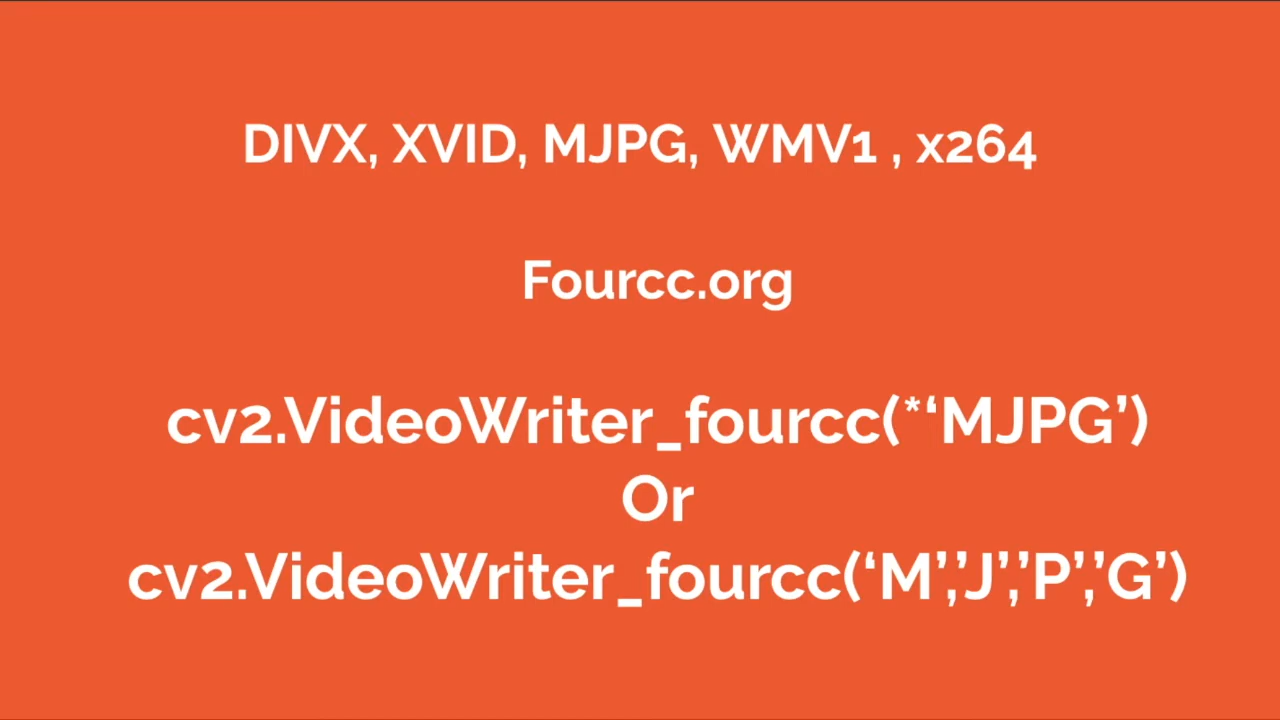 DIVX, XVID, MJPG, WMV1 , x264
Fourcc.org
cv2.VideoWriter_fourcc(*‘MJPG’)
Or
cv2.VideoWriter_fourcc(‘M’,’J’,’P’,’G’)